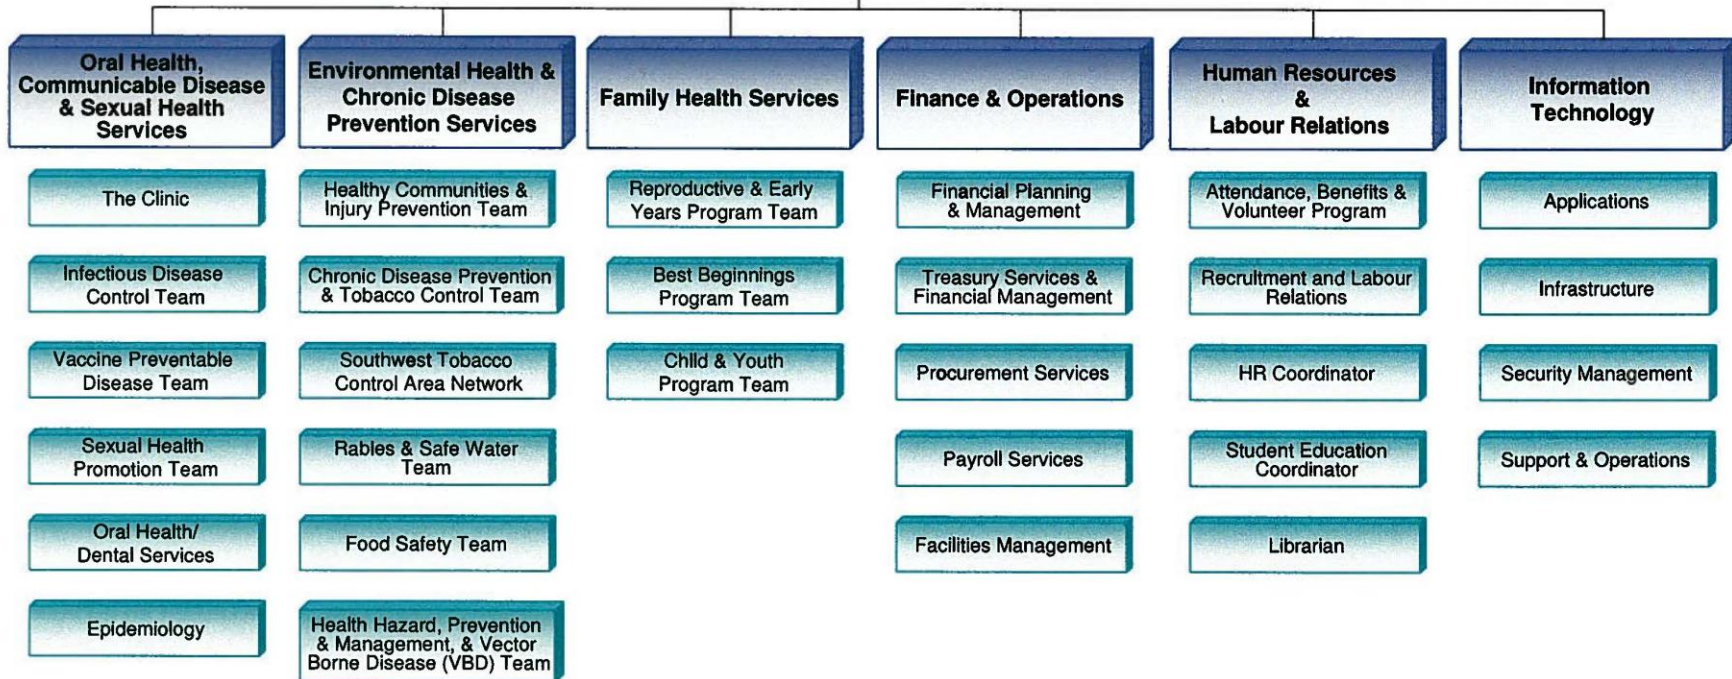 Oral Health,
Communicable Disease
& Sexual Health
Services
Environmental Health &
Chronic Disease
Prevention Services
Family Health Services
Finance & Operations
Human Resources
&
Labour Relations
Information
Technology
The Clinic
Healthy Communities &
Injury Prevention Team
Reproductive & Early
Years Program Team
Financial Planning
& Management
Attendance, Benefits &
Volunteer Program
Applications
Infectious Disease
Control Team
Chronic Disease Prevention
& Tobacco Control Team
Best Beginnings
Program Team
Treasury Services &
Financial Management
Recruitment and Labour
Relations
Infrastructure
Vaccine Preventable
Disease Team
Southwest Tobacco
Control Area Network
Child & Youth
Program Team
Procurement Services
HR Coordinator
Security Management
Sexual Health
Promotion Team
Rables & Safe Water
Team
Payroll Services
Student Education
Coordinator
Support & Operations
Oral Health/
Dental Services
Food Safety Team
Facilities Management
Librarian
Epidemiology
Health Hazard, Prevention
& Management, & Vector
Borne Disease (VBD) Team